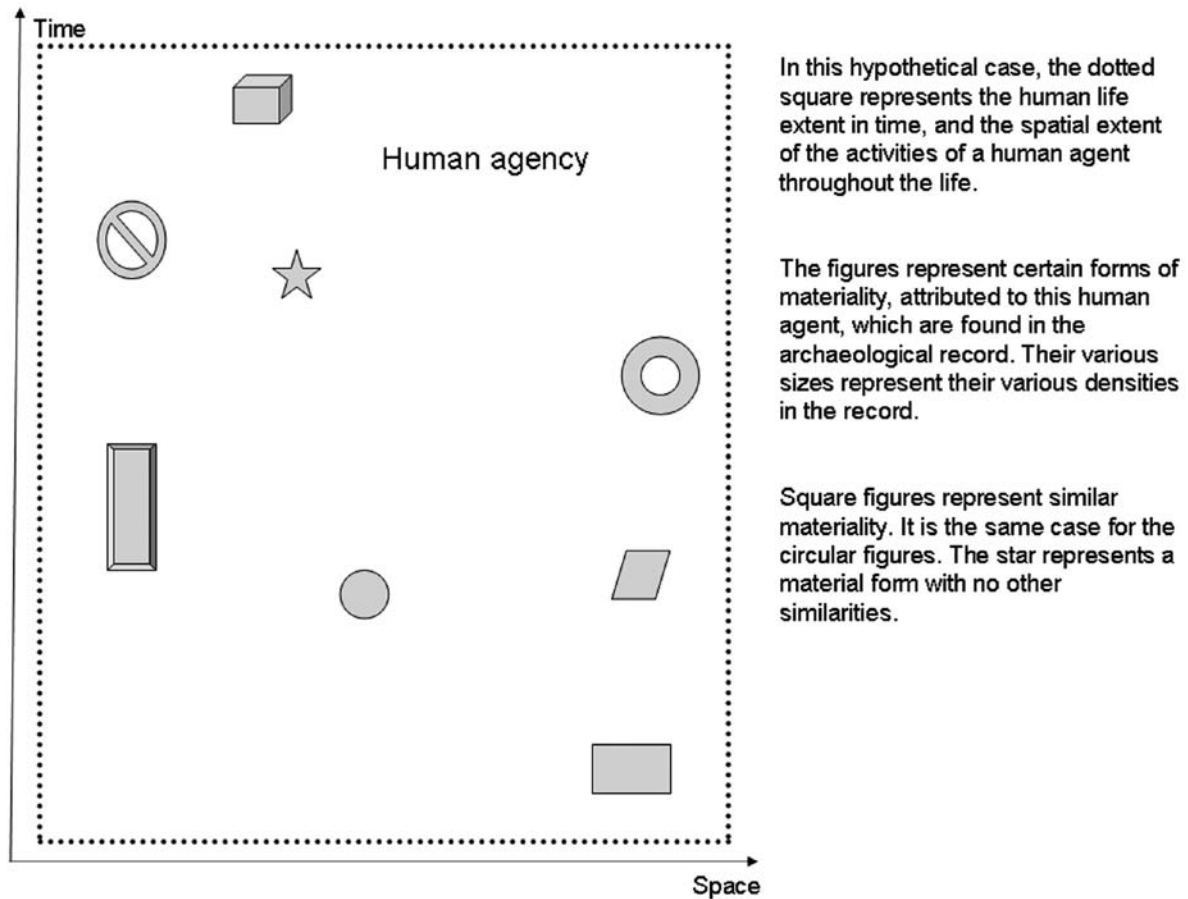 Time
Human agency
In this hypothetical case, the dotted
square represents the human life
extent in time, and the spatial extent
of the activities of a human agent
throughout the life.
The figures represent certain forms of
materiality, attributed to this human
agent, which are found in the
archaeological record. Their various
sizes represent their various densities
in the record.
Square figures represent similar
materiality. It is the same case for the
circular figures. The star represents a
material form with no other
similarities.
Space